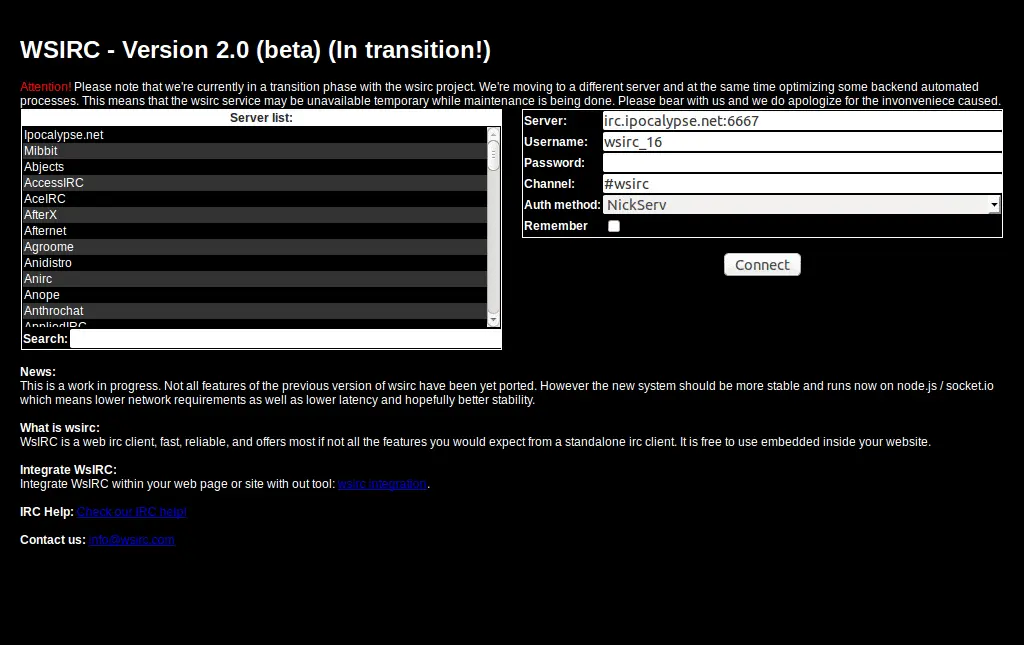 WSIRC - Version 2.0 (beta) (In transition!)
Attention! Please note that we're currently in a transition phase with the wsirc project. We're moving to a different server and at the same time optimizing some backend automated
processes. This means that the wsirc service may be unavailable temporary while maintenance is being done. Please bear with us and we do apologize for the invonveniece caused.
Server list:
Ipocalypse.net
Mibbit
Abjects
AccessIRC
AceIRC
AfterX
Afternet
Agroome
Anidistro
Anirc
Anope
Anthrochat
AppliedIRC
Search:
Server: irc.ipocalypse.net:6667
Username: wsirc_16
Password:
Channel: #wsirc
Auth method: NickServ
Remember
Connect
News:
This is a work in progress. Not all features of the previous version of wsirc have been yet ported. However the new system should be more stable and runs now on node.js / socket.io
which means lower network requirements as well as lower latency and hopefully better stability.
What is wsirc:
WsIRC is a web irc client, fast, reliable, and offers most if not all the features you would expect from a standalone irc client. It is free to use embedded inside your website.
Integrate WsIRC:
Integrate WsIRC within your web page or site with out tool: wsirc integration.
IRC Help: Check our IRC help!
Contact us: info@wsirc.com